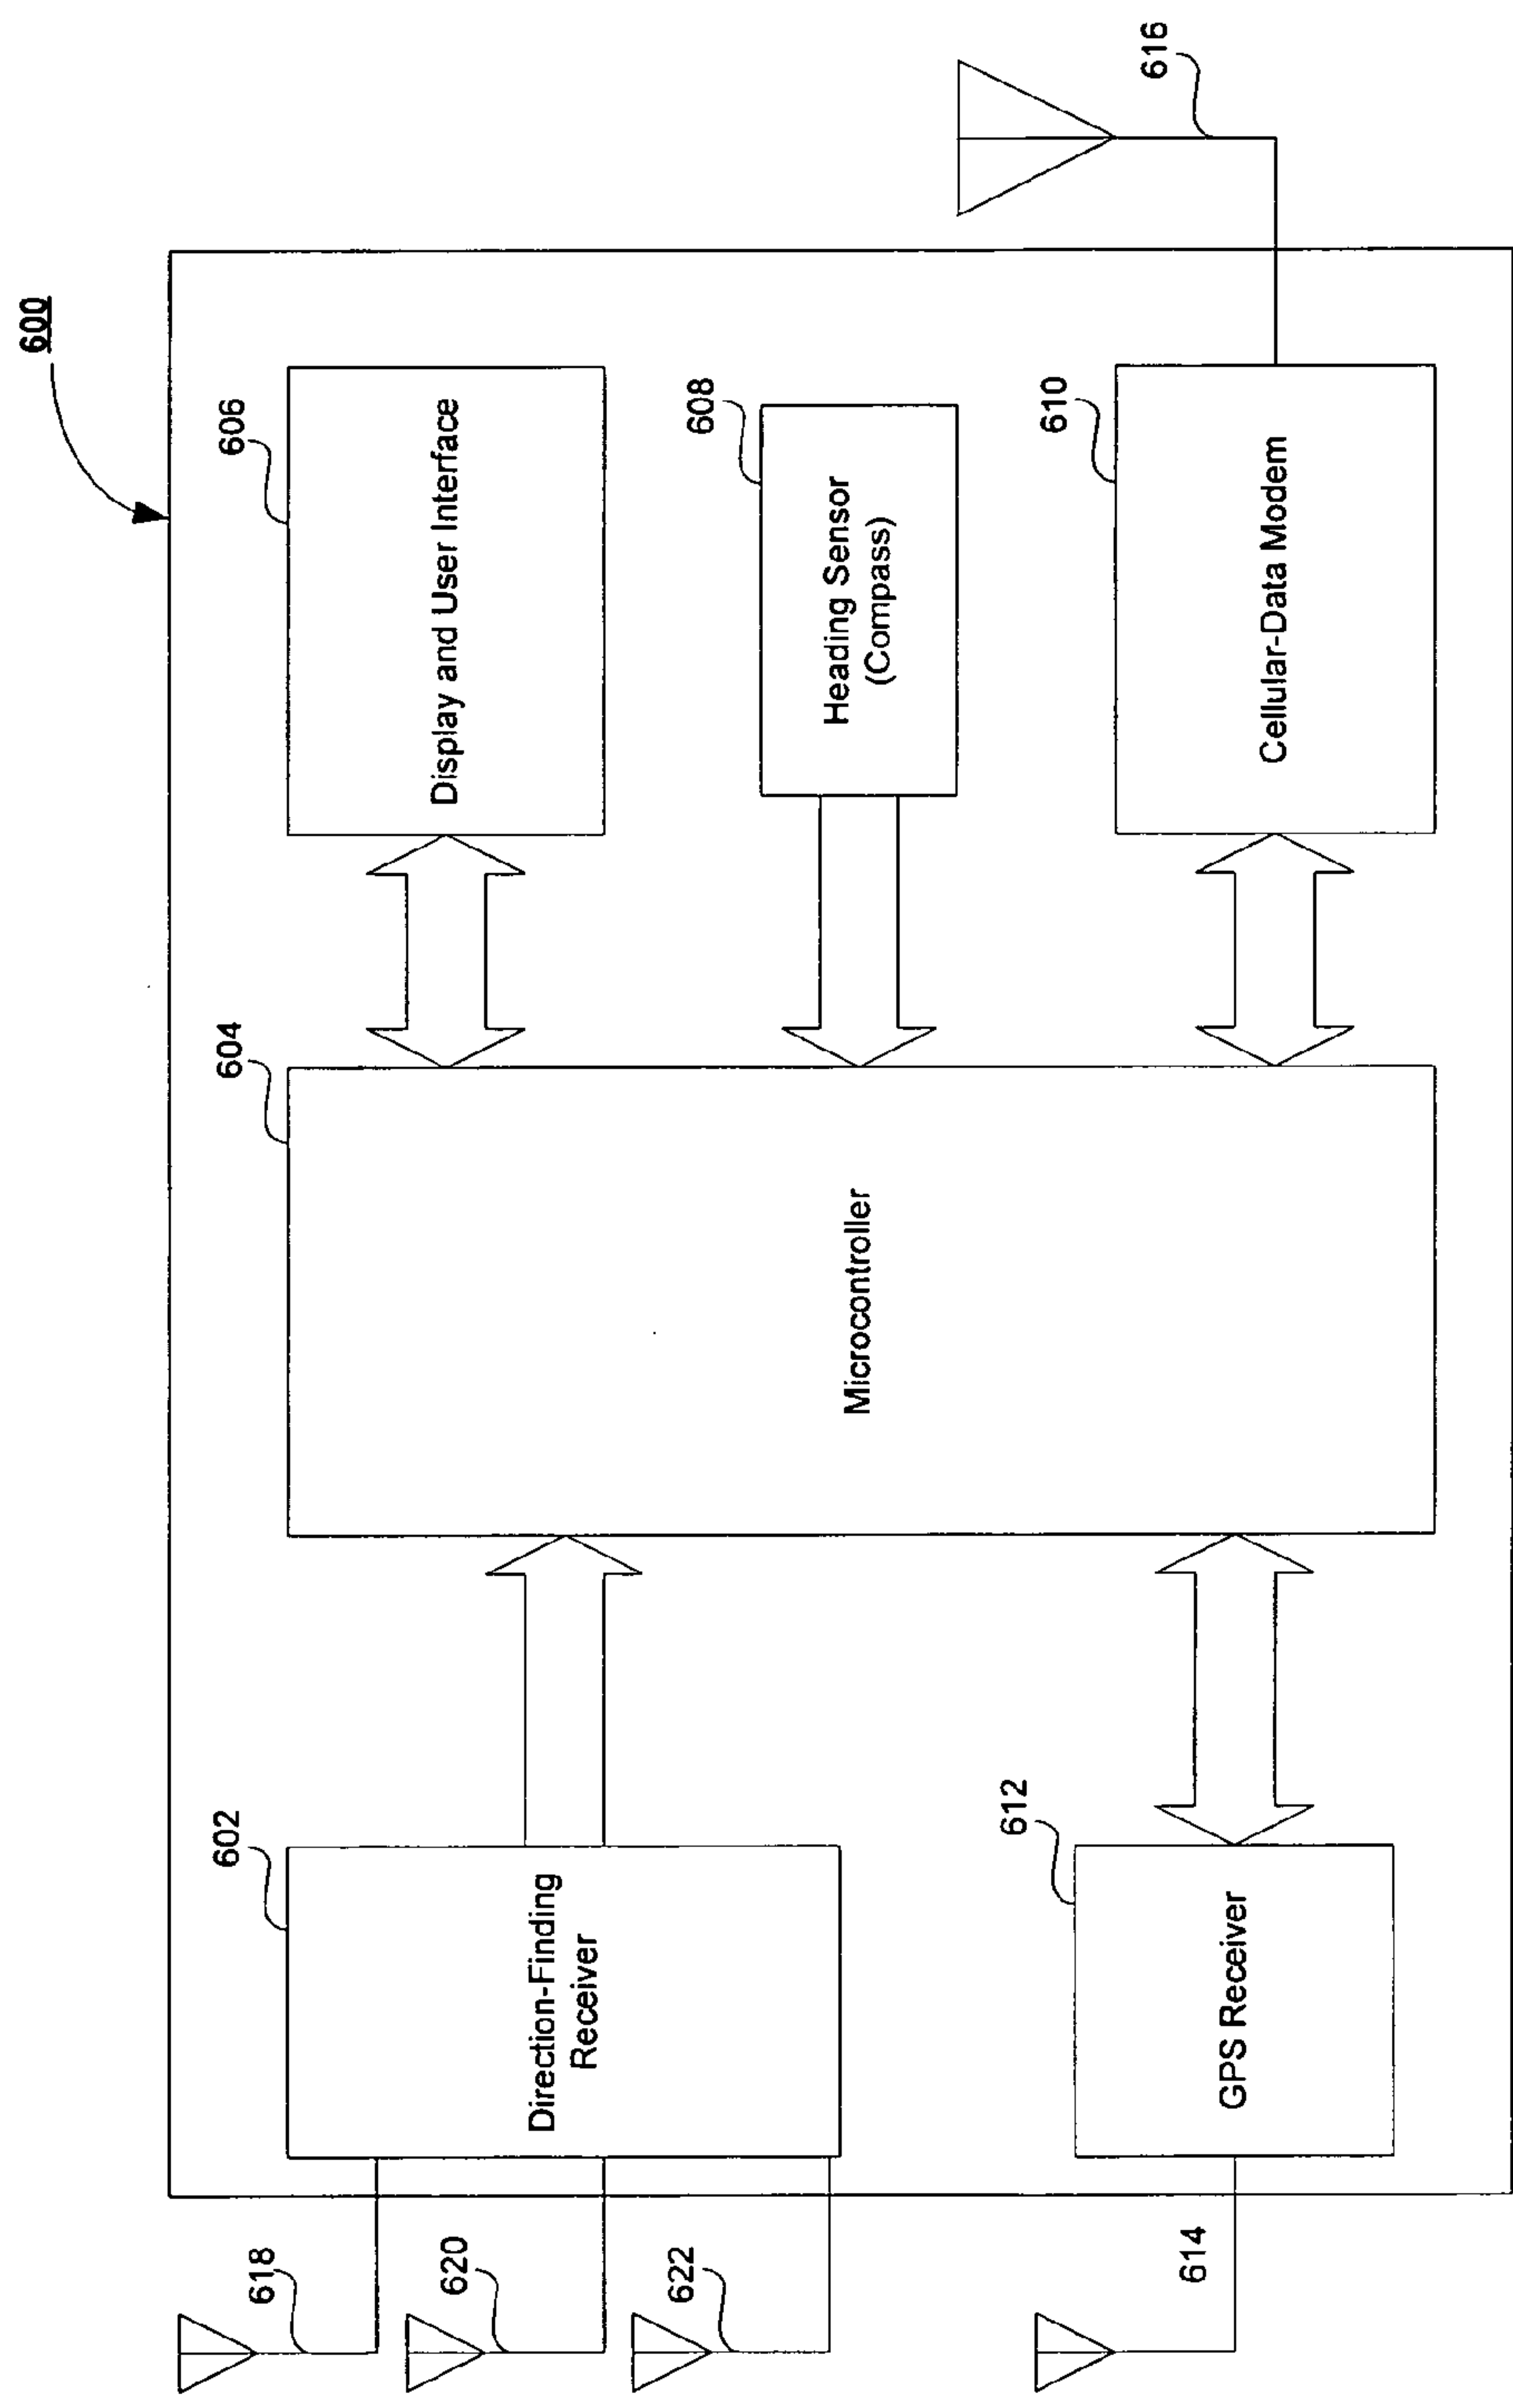 600
602
Direction-Finding
Receiver
604
Microcontroller
606
Display and User Interface
608
Heading Sensor
(Compass)
610
Cellular-Data Modem
612
GPS Receiver
614
616
618
620
622